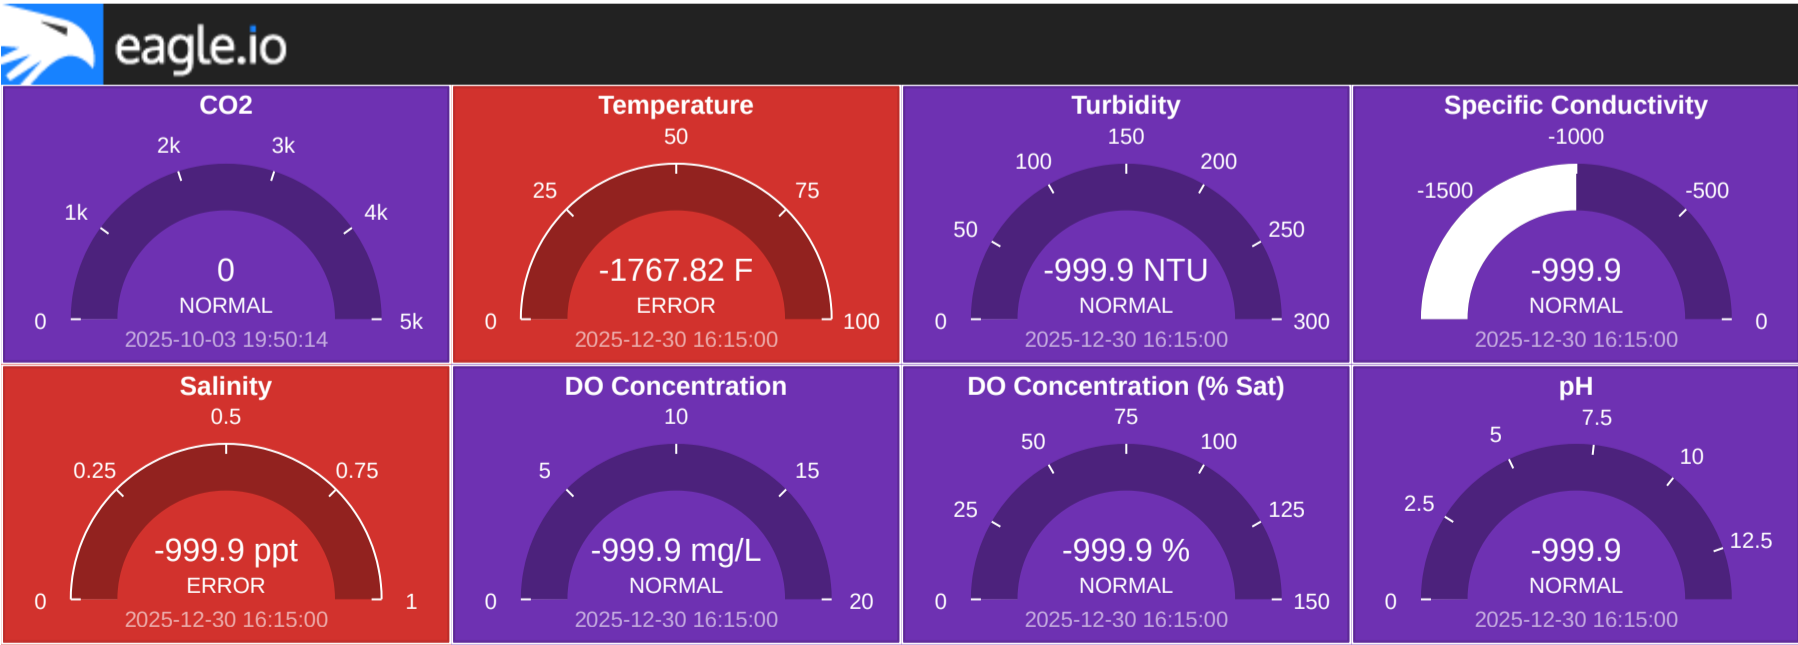 eagle.io
CO2
2k
3k
1k
4k
0
NORMAL
0
5k
2025-10-03 19:50:14
Temperature
50
25
75
-1767.82 F
ERROR
0
100
2025-12-30 16:15:00
Turbidity
150
100
200
50
250
-999.9 NTU
NORMAL
0
300
2025-12-30 16:15:00
Specific Conductivity
-1000
-1500
-500
-999.9
NORMAL
0
2025-12-30 16:15:00
Salinity
0.5
0.25
0.75
-999.9 ppt
ERROR
0
1
2025-12-30 16:15:00
DO Concentration
10
5
15
-999.9 mg/L
NORMAL
0
20
2025-12-30 16:15:00
DO Concentration (% Sat)
75
50
100
25
125
-999.9 %
NORMAL
0
150
2025-12-30 16:15:00
pH
7.5
5
10
2.5
12.5
-999.9
NORMAL
0
2025-12-30 16:15:00